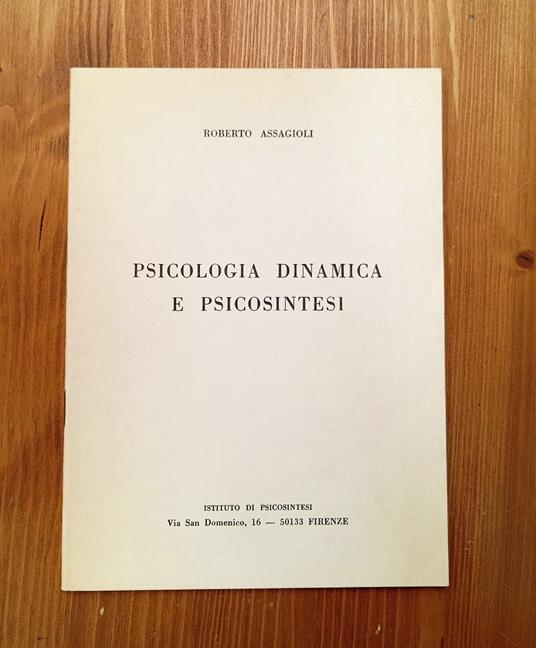 ROBERTO ASSAGIOLI
PSICOLOGIA DINAMICA
E PSICOSINTESI
ISTITUTO DI PSICOSINTESI
Via San Domenico, 16 — 50133 FIRENZE